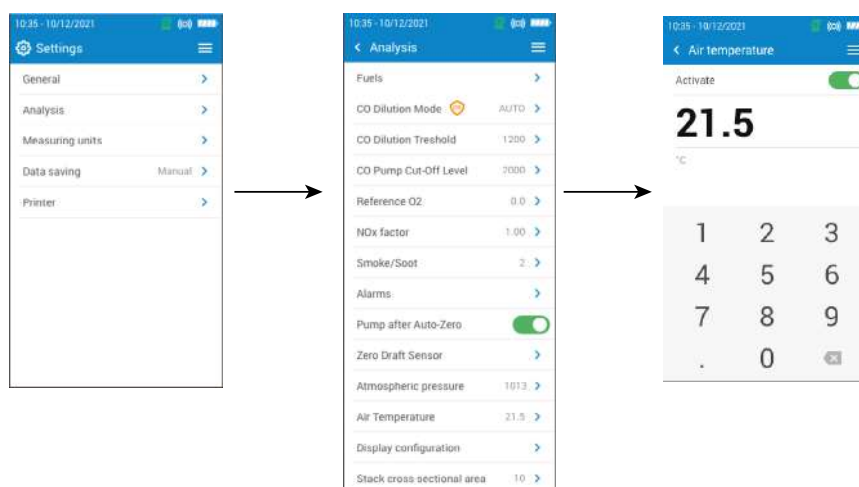 10:35 - 10/12/2021
Settings
General
Analysis
Measuring units
Data saving Manual
Printer
10:35 - 10/12/2021
Analysis
Fuels
CO Dilution Mode AUTO
CO Dilution Treshold 1200
CO Pump Cut-Off Level 2000
Reference O2 0.0
NOx factor 1.00
Smoke/Soot 2
Alarms
Pump after Auto-Zero
Zero Draft Sensor
Atmospheric pressure 1013
Air Temperature 21.5
Display configuration
Stack cross sectional area 10
10:35 - 10/12/2021
Air temperature
Activate
21.5
°C
1 2 3
4 5 6
7 8 9
. 0